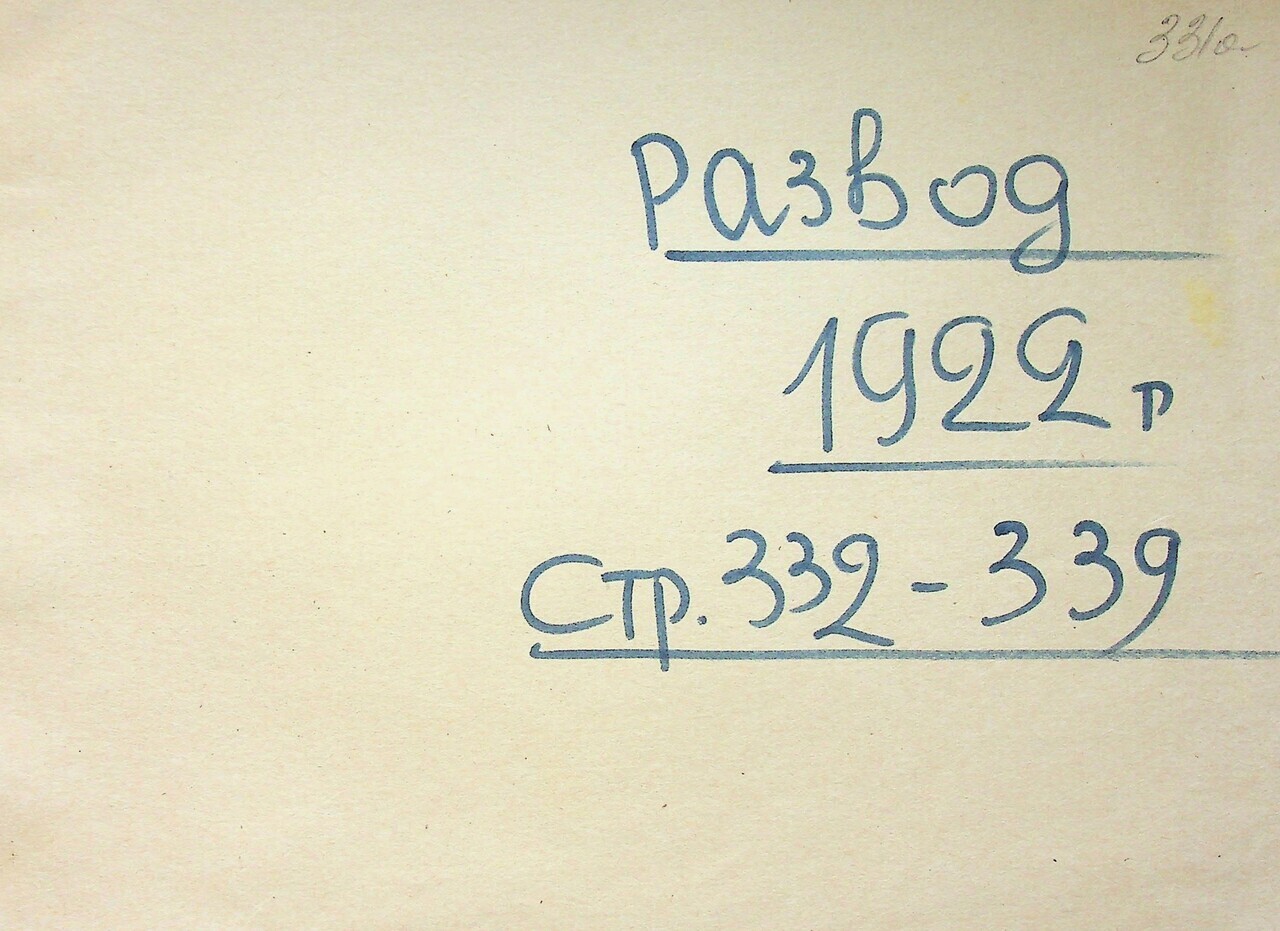 331а
Развод
1922 г
Стр. 332 - 339